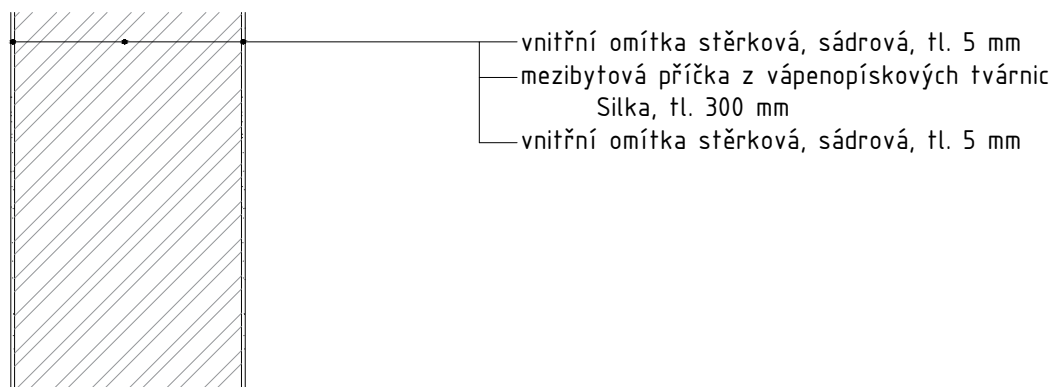 vnitřní omítka stěrková, sádrová, tl. 5 mm
mezibytová příčka z vápenopískových tvárnic
Silka, tl. 300 mm
vnitřní omítka stěrková, sádrová, tl. 5 mm